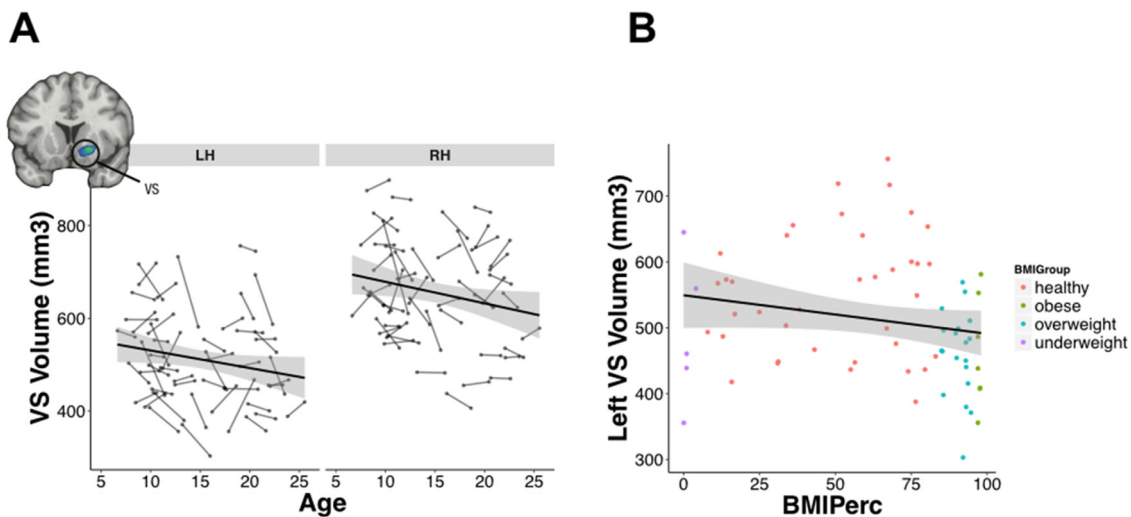 A
B
LH
RH
VS
VS Volume (mm3)
800
600
400
5 10 15 20 25
5 10 15 20 25
Age
Left VS Volume (mm3)
700
600
500
400
300
0 25 50 75 100
BMIPerc
BMIGroup
healthy
obese
overweight
underweight